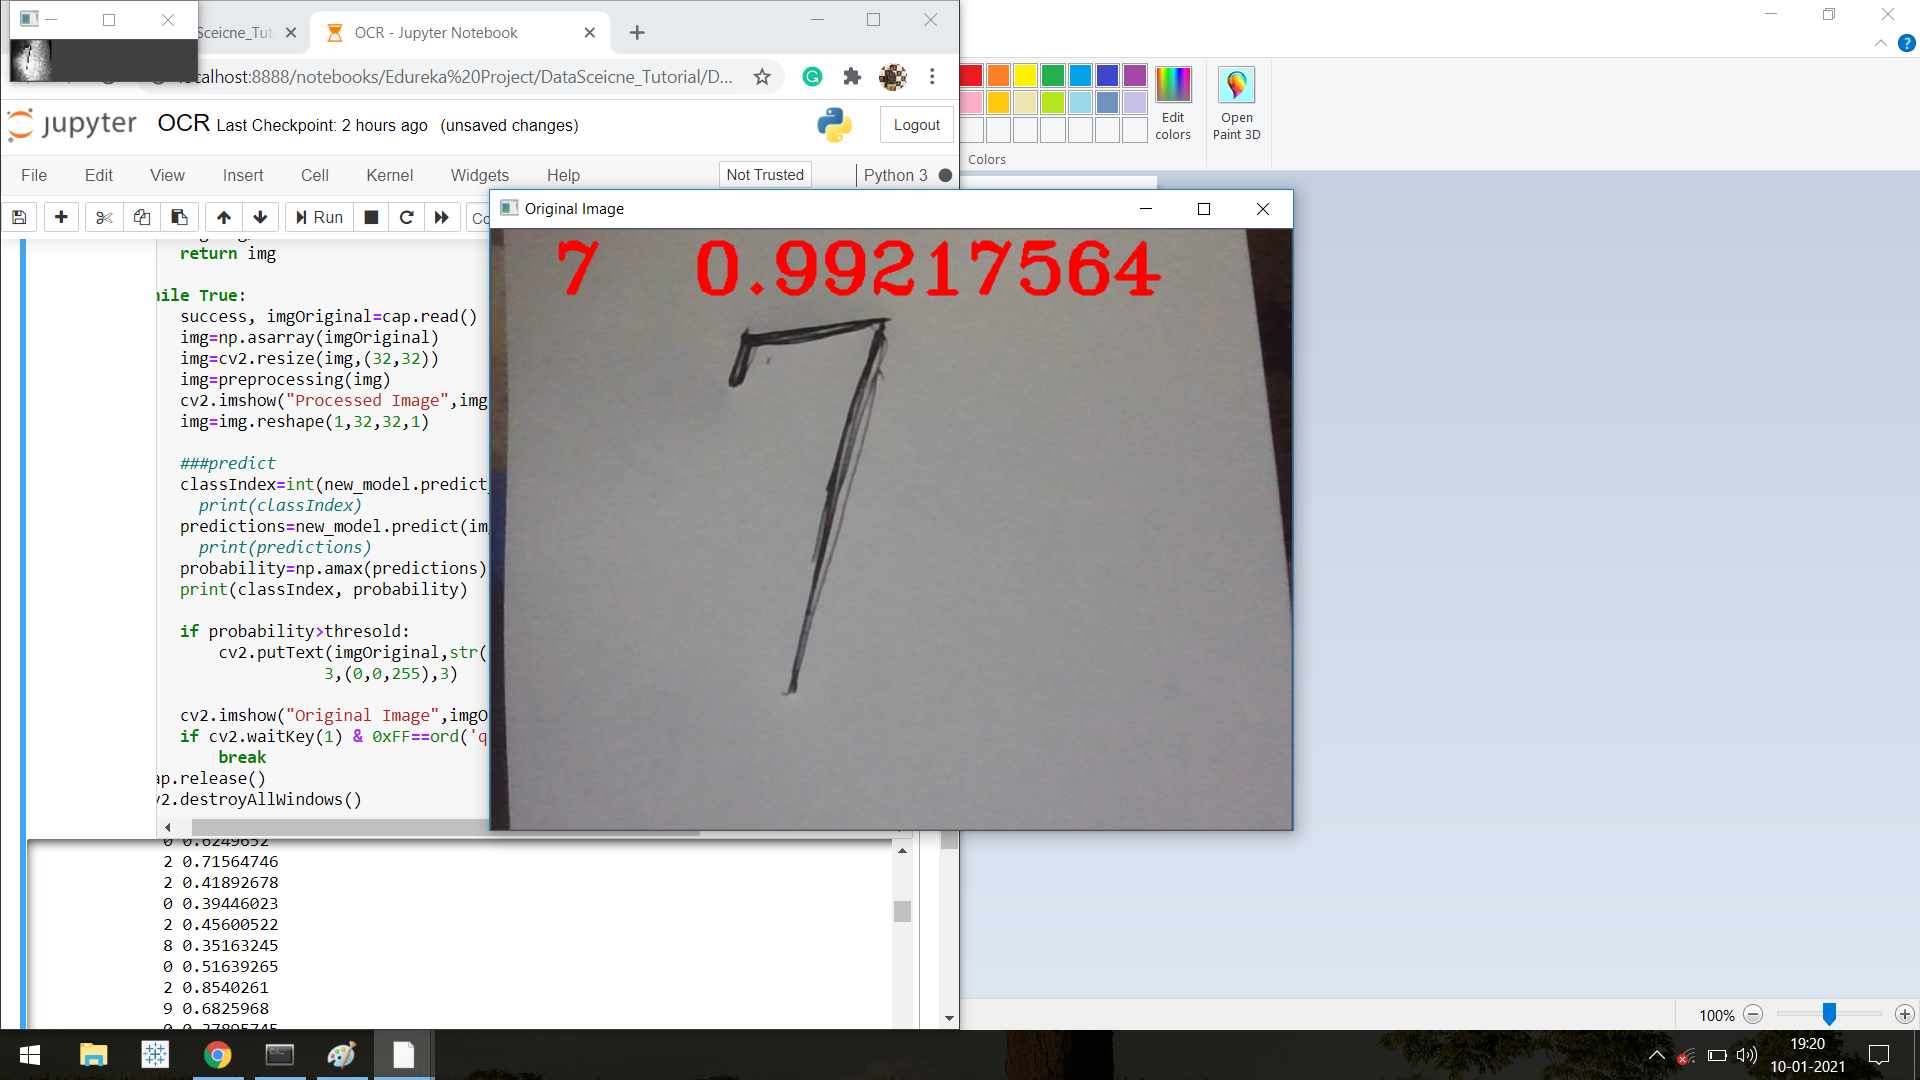 Sceicne_Tut
OCR - Jupyter Notebook
localhost:8888/notebooks/Edureka%20Project/DataSceicne_Tutorial/D...
jupyter OCR Last Checkpoint: 2 hours ago (unsaved changes)
Logout
File Edit View Insert Cell Kernel Widgets Help
Not Trusted
Python 3
Run
Co
return img
ile True:
success, imgOriginal=cap.read()
img=np.asarray(imgOriginal)
img=cv2.resize(img,(32,32))
img=preprocessing(img)
cv2.imshow("Processed Image",img
img=img.reshape(1,32,32,1)
###predict
classIndex=int(new_model.predict_
print(classIndex)
predictions=new_model.predict(im
print(predictions)
probability=np.amax(predictions)
print(classIndex, probability)
if probability>thresold:
cv2.putText(imgOriginal,str(
3,(0,0,255),3)
cv2.imshow("Original Image",imgO
if cv2.waitKey(1) & 0xFF==ord('q
break
ap.release()
v2.destroyAllWindows()
0 0.6249652
2 0.71564746
2 0.41892678
0 0.39446023
2 0.45600522
8 0.35163245
0 0.51639265
2 0.8540261
9 0.6825968
0 0.27895745
Original Image
7 0.99217564
7
Edit colors
Open Paint 3D
Colors
100%
19:20
10-01-2021